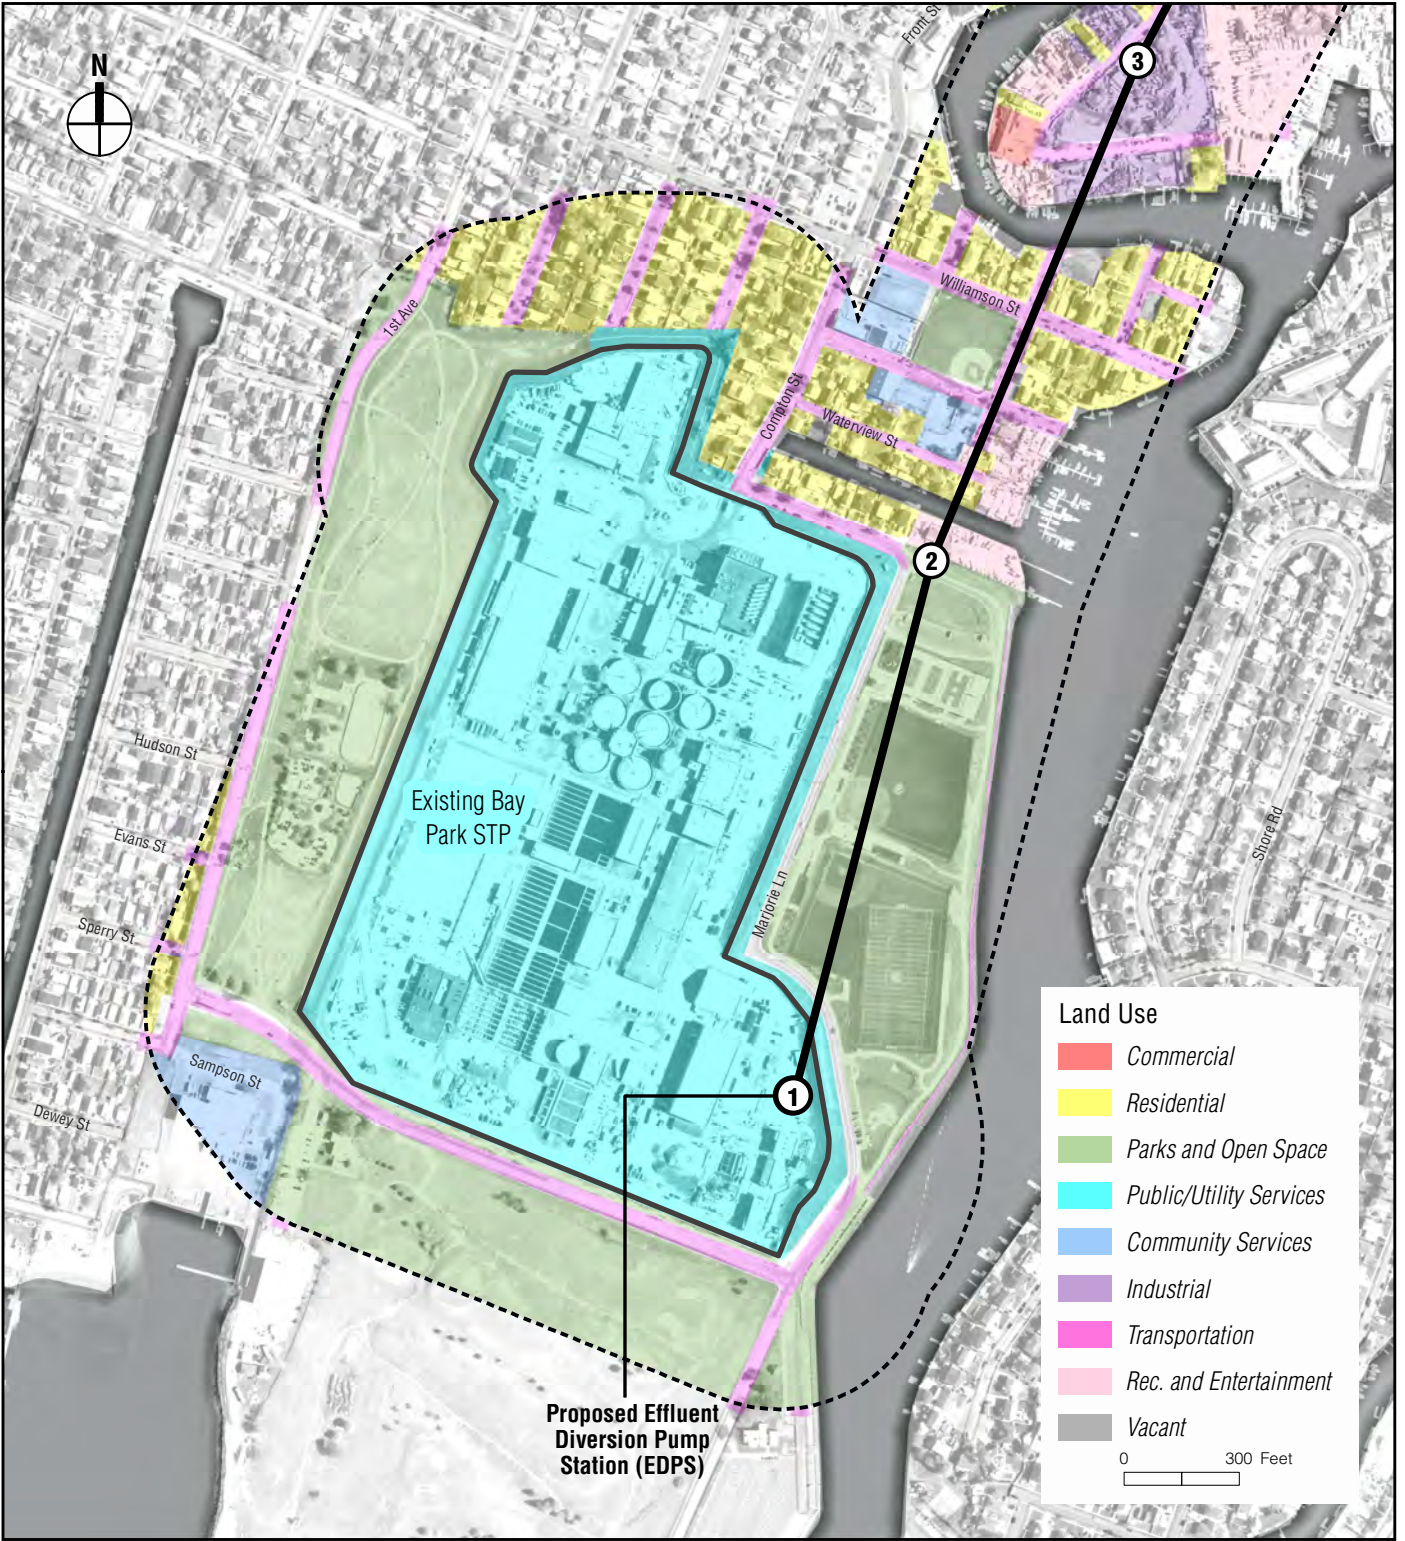 N
Front St
3
1st Ave
Williamson St
Compton St
Waterview St
2
Hudson St
Existing Bay
Park STP
Evans St
Shore Rd
Marjorie Ln
Sperry St
Sampson St
1
Dewey St
Proposed Effluent
Diversion Pump
Station (EDPS)
Land Use
Commercial
Residential
Parks and Open Space
Public/Utility Services
Community Services
Industrial
Transportation
Rec. and Entertainment
Vacant
0 300 Feet